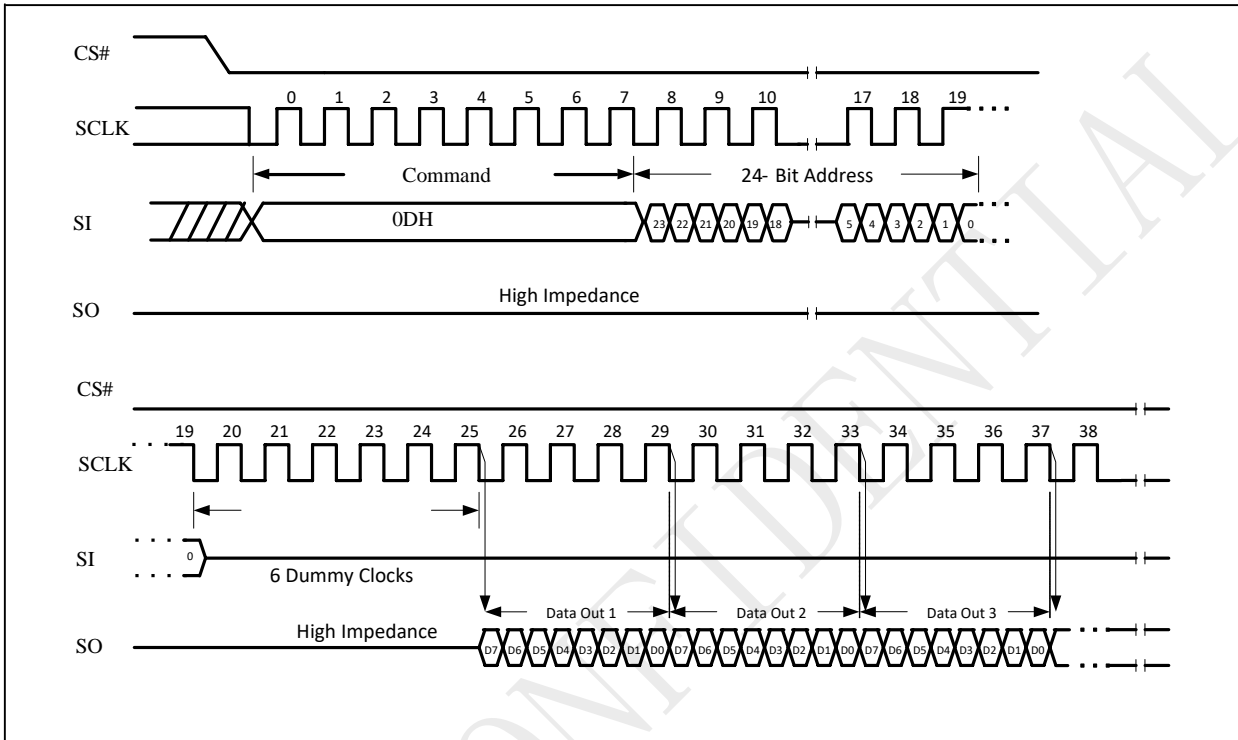 CS#
0 1 2 3 4 5 6 7 8 9 10 17 18 19
SCLK
Command 24- Bit Address
SI 0DH 23 22 21 20 19 18 5 4 3 2 1 0
High Impedance
SO
CS#
19 20 21 22 23 24 25 26 27 28 29 30 31 32 33 34 35 36 37 38
SCLK
SI 0
6 Dummy Clocks
Data Out 1 Data Out 2 Data Out 3
High Impedance
SO D7 D6 D5 D4 D3 D2 D1 D0 D7 D6 D5 D4 D3 D2 D1 D0 D7 D6 D5 D4 D3 D2 D1 D0
ONFIDENTIAL